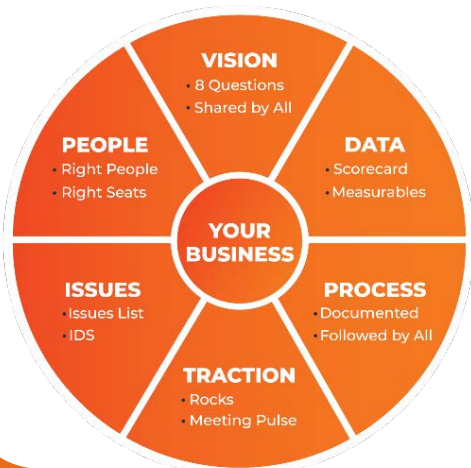 VISION
• 8 Questions
• Shared by All
PEOPLE
• Right People
• Right Seats
DATA
• Scorecard
• Measurables
YOUR
BUSINESS
ISSUES
• Issues List
• IDS
PROCESS
• Documented
• Followed by All
TRACTION
• Rocks
• Meeting Pulse